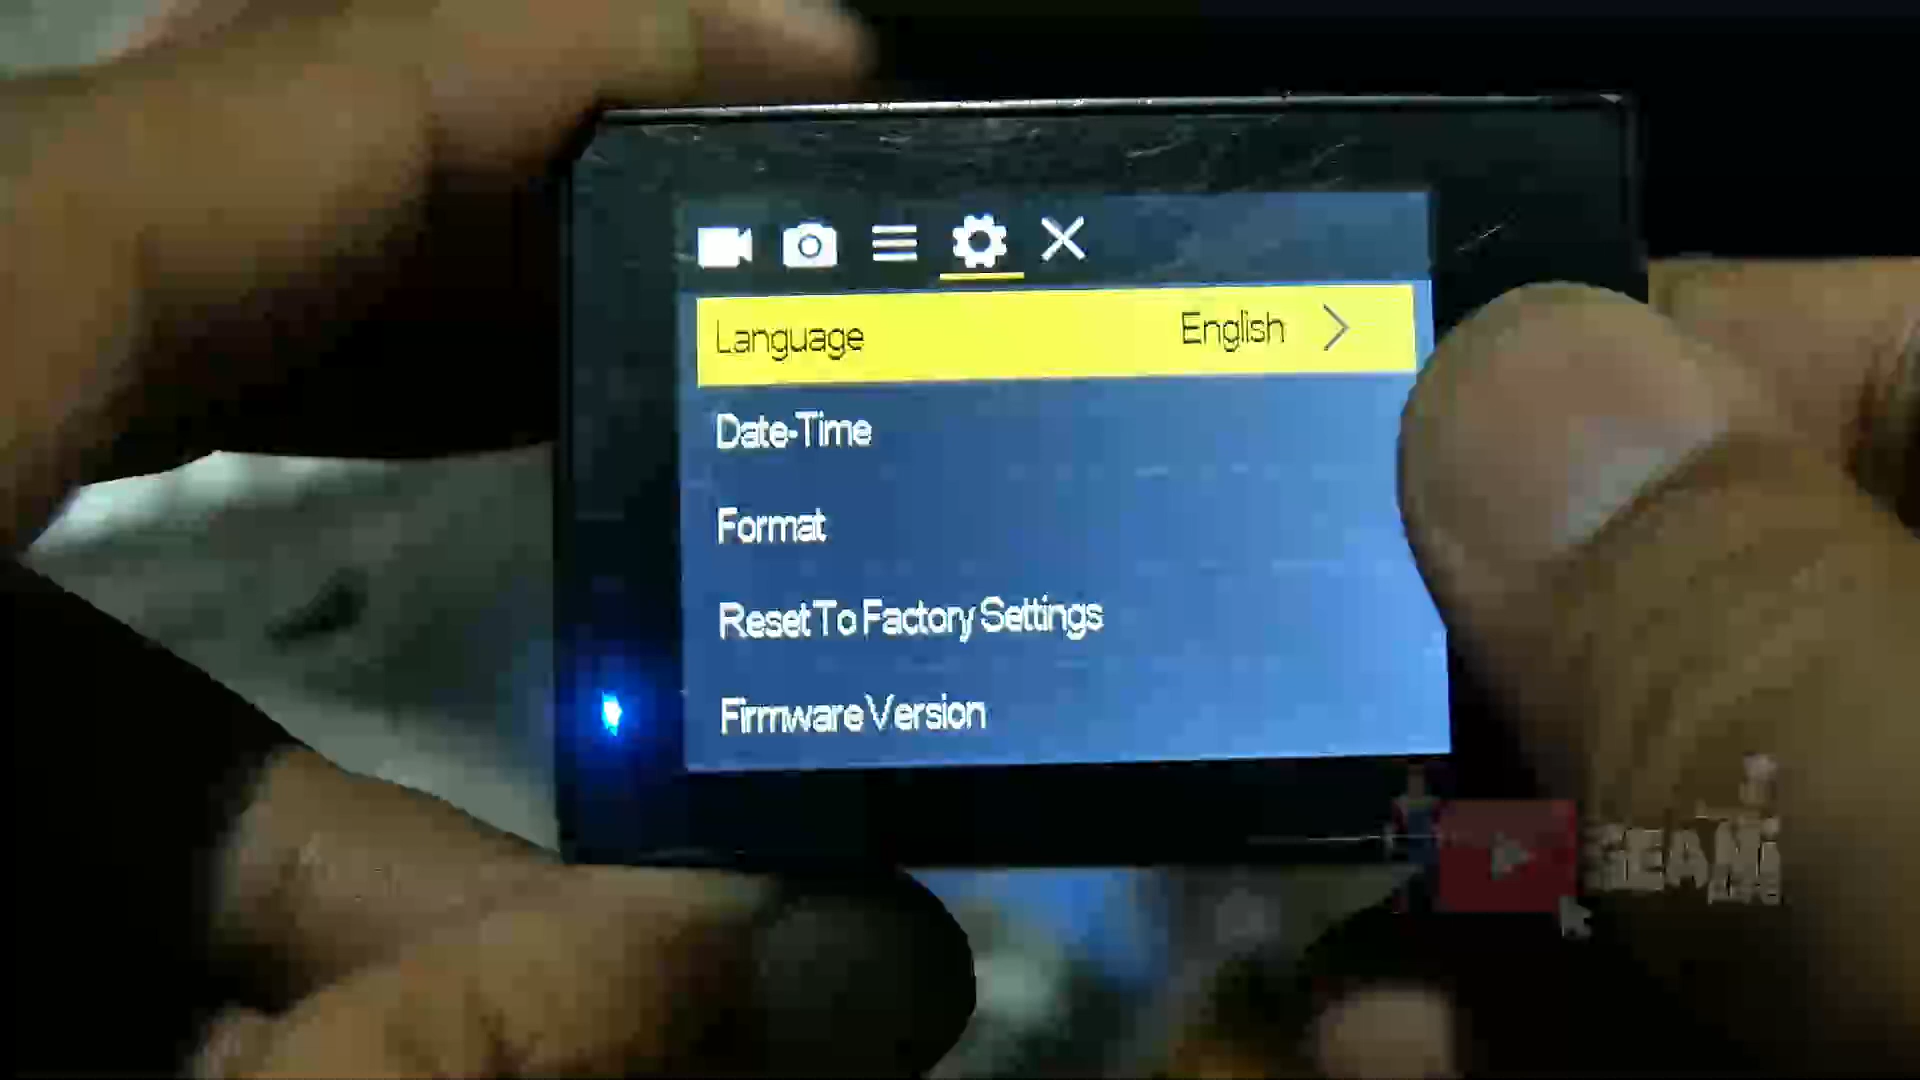 Language English
Date-Time
Format
Reset To Factory Settings
Firmware Version